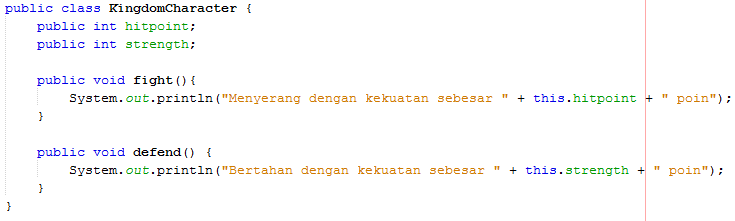 public class KingdomCharacter {
public int hitpoint;
public int strength;
public void fight(){
System.out.println("Menyerang dengan kekuatan sebesar " + this.hitpoint + " poin");
}
public void defend() {
System.out.println("Bertahan dengan kekuatan sebesar " + this.strength + " poin");
}
}